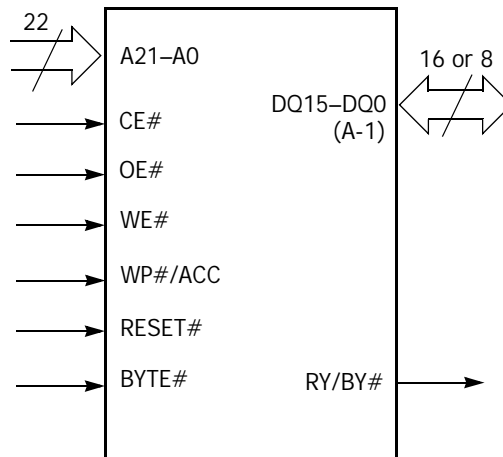 22
A21–A0
16 or 8
DQ15–DQ0
(A-1)
CE#
OE#
WE#
WP#/ACC
RESET#
BYTE#
RY/BY#